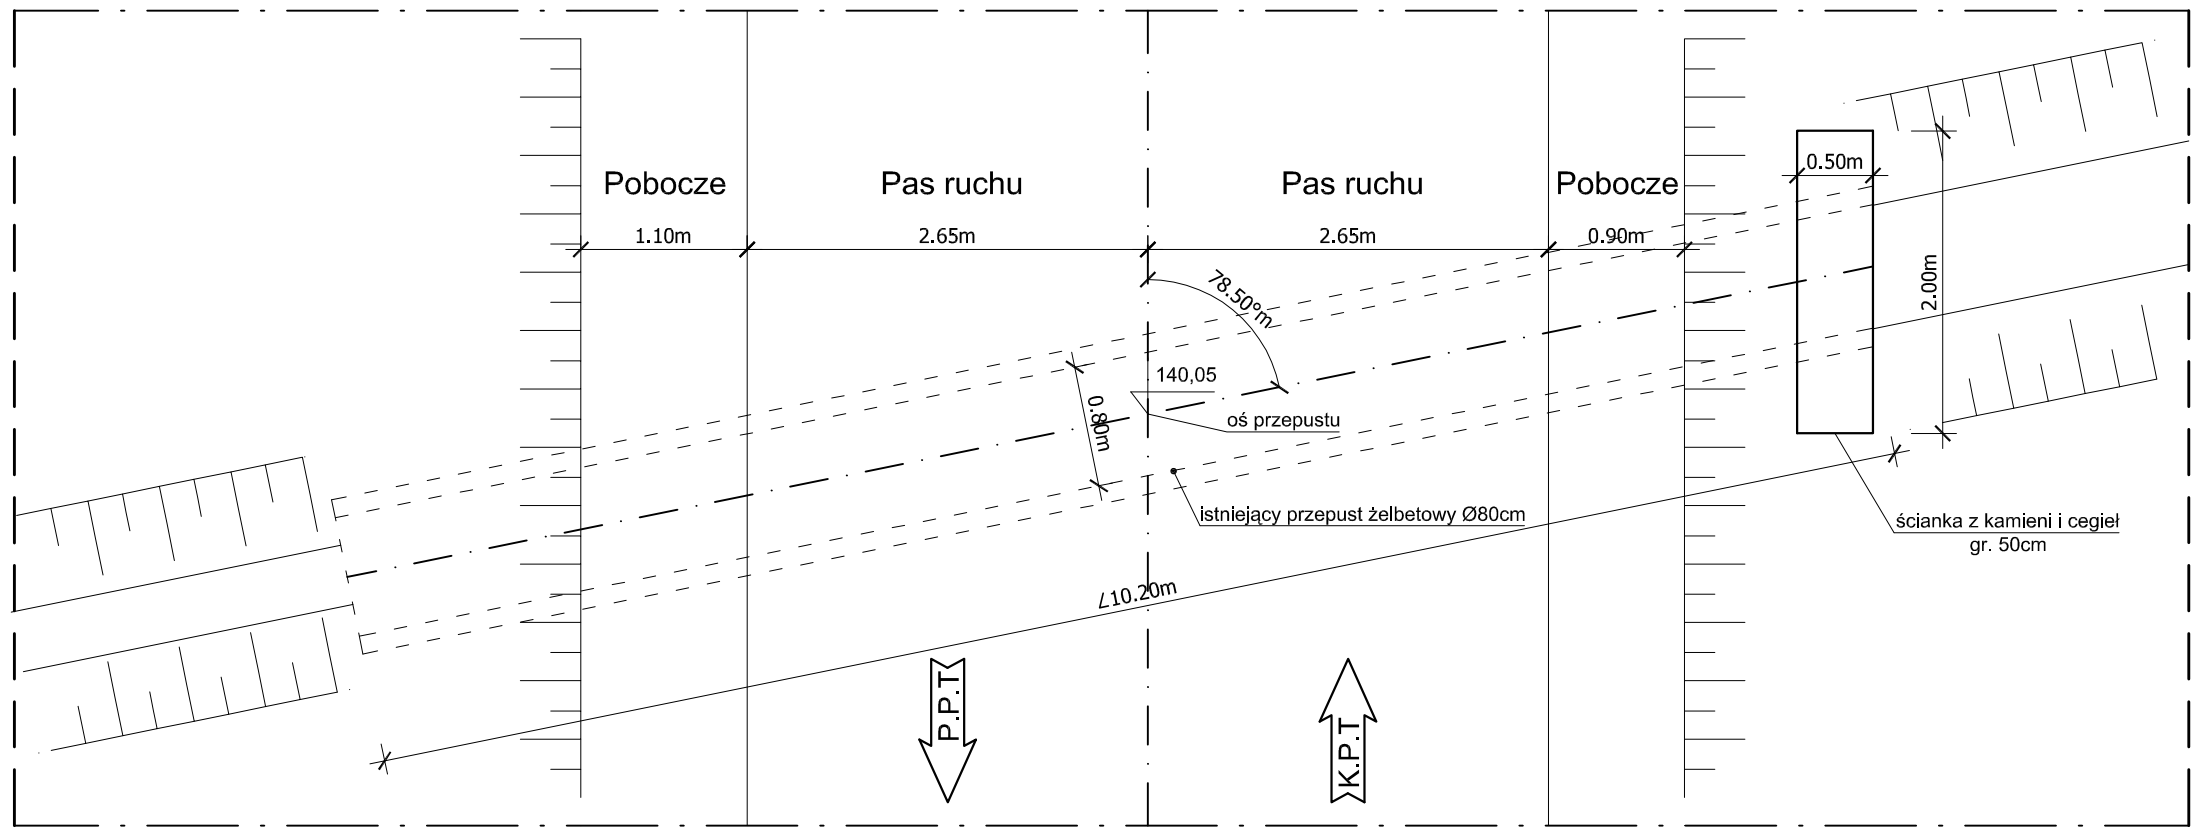 Pobocze
Pas ruchu
Pas ruchu
Pobocze
0.50m
1.10m
2.65m
2.65m
0.90m
2.00m
78.50°m
140,05
oś przepustu
0.80m
istniejący przepust żelbetowy Ø80cm
ścianka z kamieni i cegieł
gr. 50cm
∠10.20m
P.P.T
K.P.T